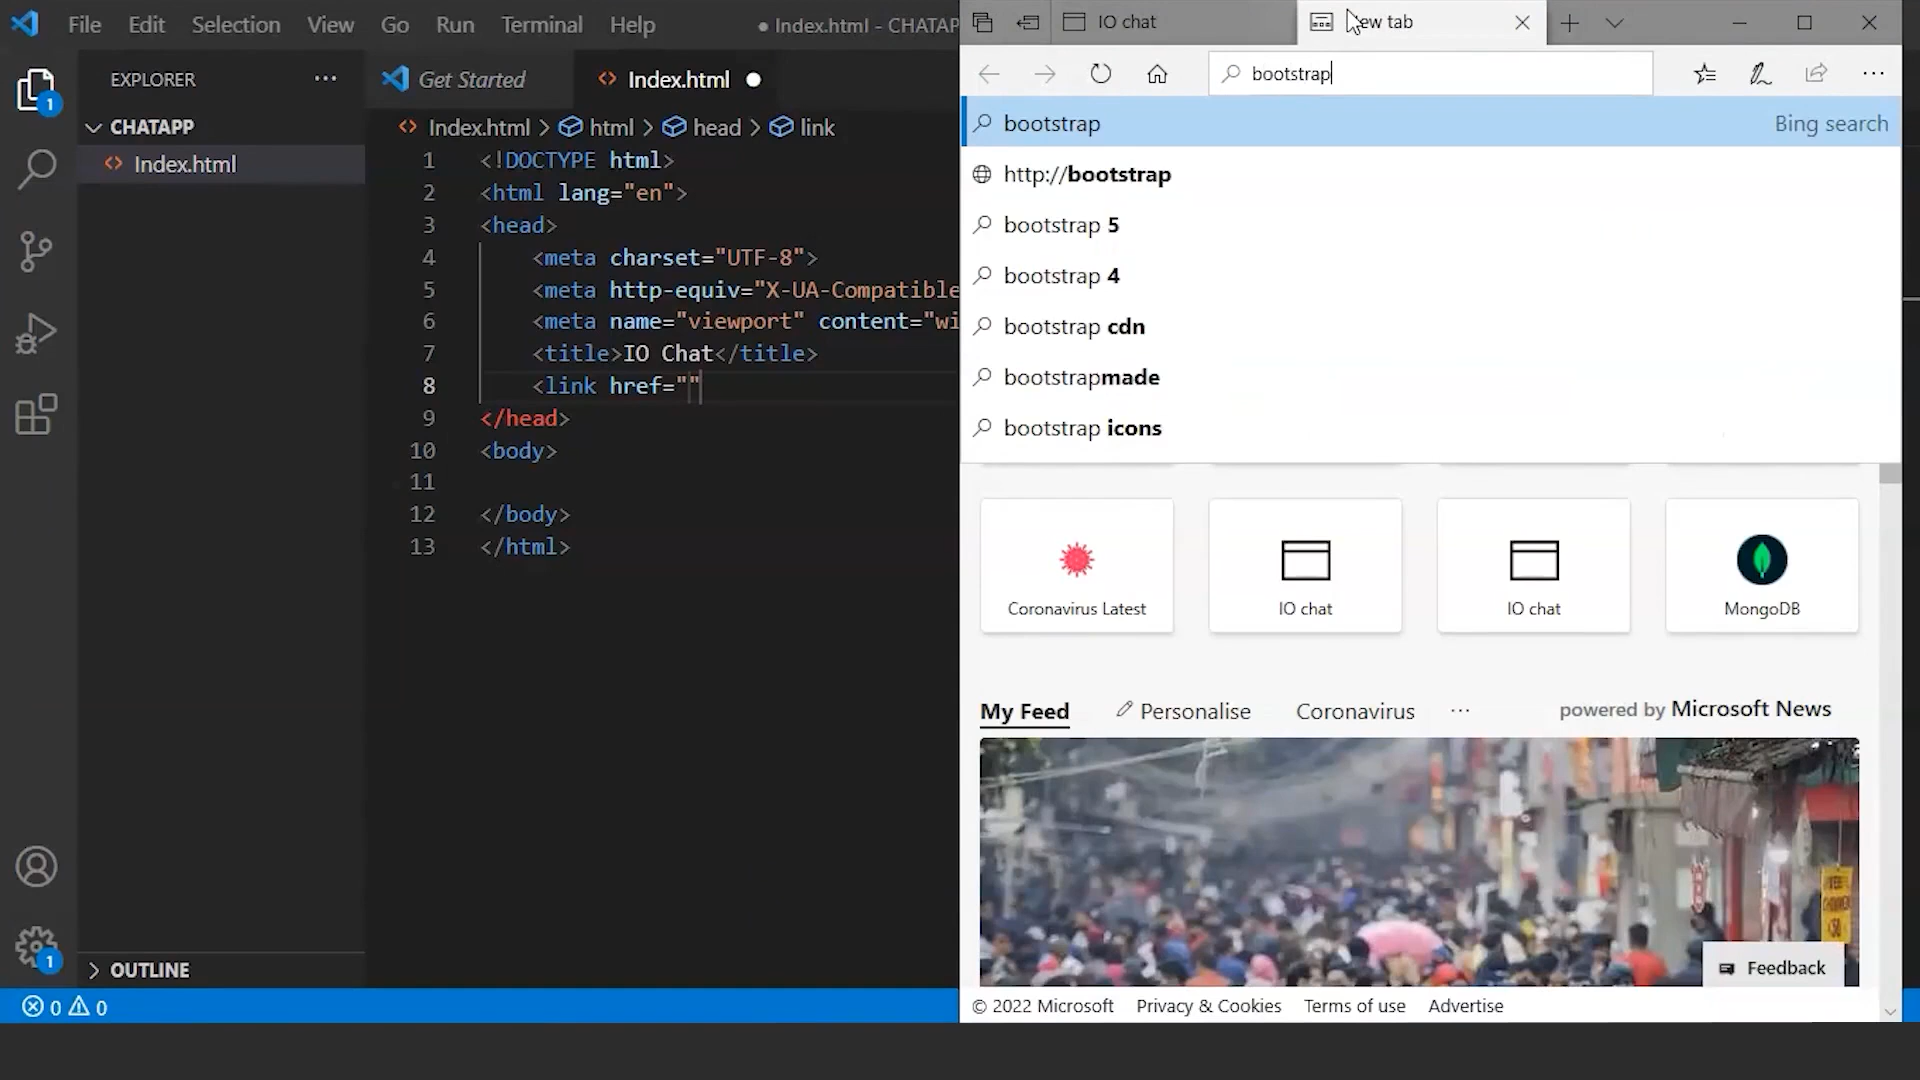 File Edit Selection View Go Run Terminal Help
● Index.html - CHATAPP
EXPLORER
1
CHATAPP
Index.html
OUTLINE
1
0 0
Get Started
Index.html
Index.html > html > head > link
1 <!DOCTYPE html>
2 <html lang="en">
3 <head>
4 <meta charset="UTF-8">
5 <meta http-equiv="X-UA-Compatible
6 <meta name="viewport" content="wi
7 <title>IO Chat</title>
8 <link href=""
9 </head>
10 <body>
11
12 </body>
13 </html>
IO chat
ew tab
bootstrap
bootstrap Bing search
http://bootstrap
bootstrap 5
bootstrap 4
bootstrap cdn
bootstrapmade
bootstrap icons
Coronavirus Latest
IO chat
IO chat
MongoDB
My Feed Personalise Coronavirus ··· powered by Microsoft News
Feedback
© 2022 Microsoft Privacy & Cookies Terms of use Advertise